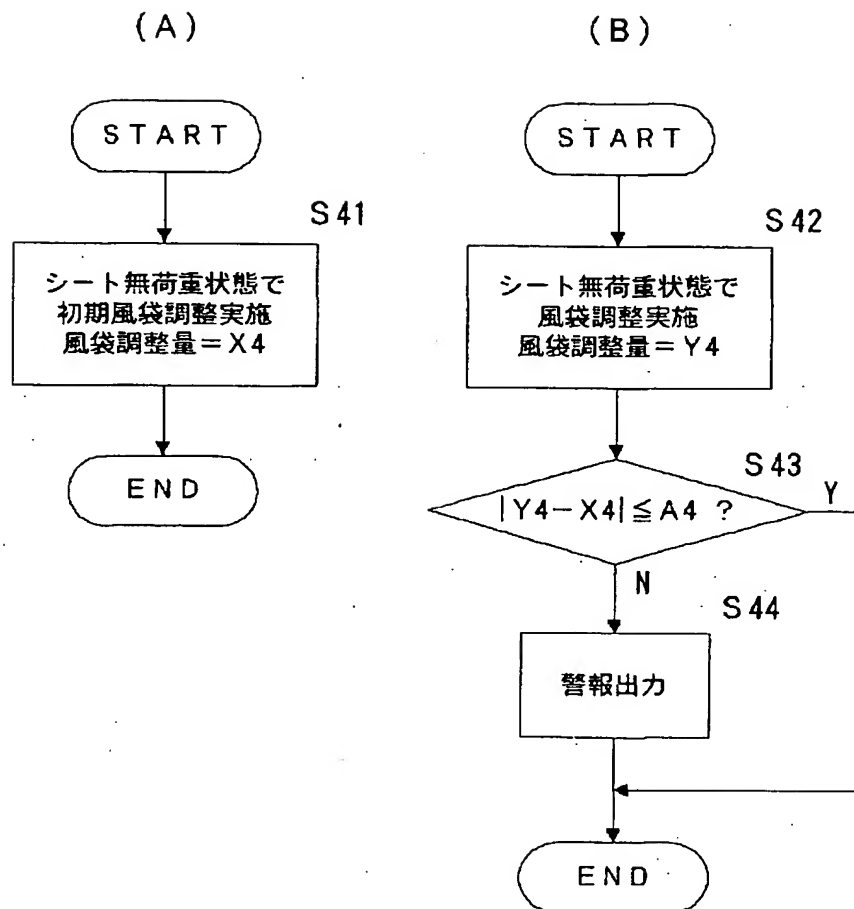 (A)
START
S41
シート無荷重状態で
初期風袋調整実施
風袋調整量＝X4
END
(B)
START
S42
シート無荷重状態で
風袋調整実施
風袋調整量＝Y4
S43
|Y4－X4|≦A4 ?
Y
N
S44
警報出力
END